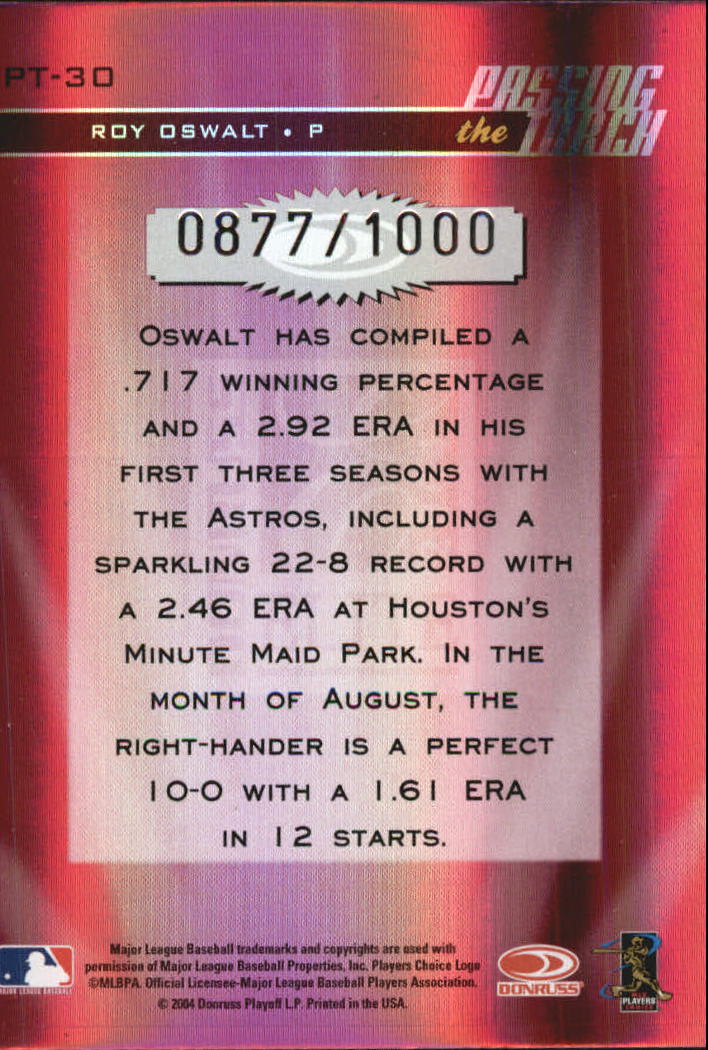 PT-30
PASSING
the TORCH
ROY OSWALT • P
0877/1000
OSWALT HAS COMPILED A
.717 WINNING PERCENTAGE
AND A 2.92 ERA IN HIS
FIRST THREE SEASONS WITH
THE ASTROS, INCLUDING A
SPARKLING 22-8 RECORD WITH
A 2.46 ERA AT HOUSTON'S
MINUTE MAID PARK. IN THE
MONTH OF AUGUST, THE
RIGHT-HANDER IS A PERFECT
10-0 WITH A 1.61 ERA
IN 12 STARTS.
Major League Baseball trademarks and copyrights are used with
permission of Major League Baseball Properties, Inc. Players Choice Logo
©MLBPA. Official Licensee-Major League Baseball Players Association.
© 2004 Donruss Playoff L.P. Printed in the USA.
MAJOR LEAGUE BASEBALL
DONRUSS
PLAYERS
CHOICE